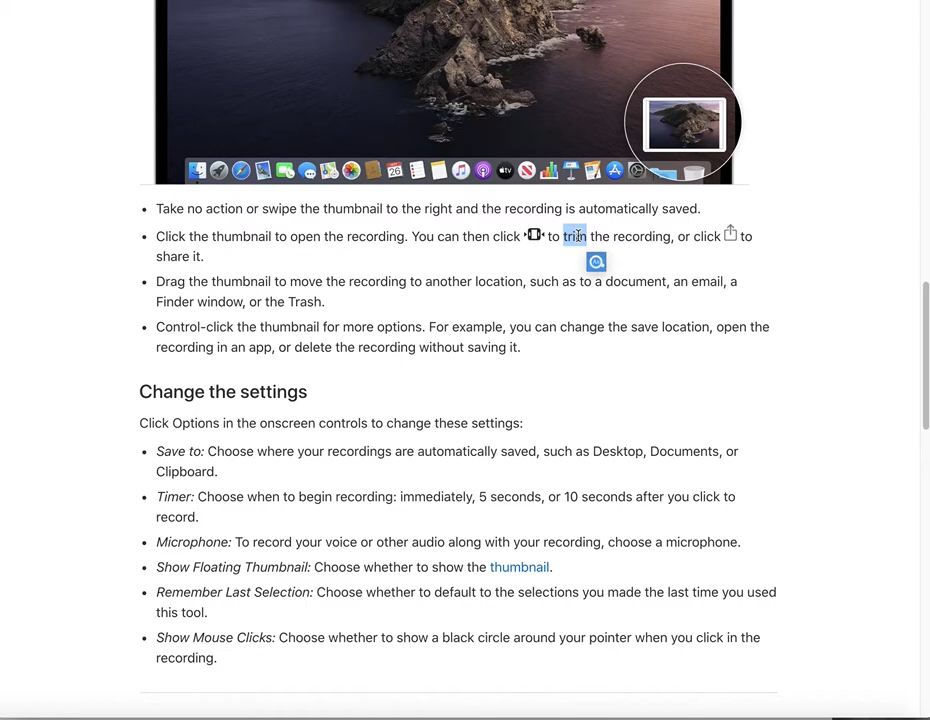 • Take no action or swipe the thumbnail to the right and the recording is automatically saved.
• Click the thumbnail to open the recording. You can then click to trim the recording, or click to
share it.
• Drag the thumbnail to move the recording to another location, such as to a document, an email, a
Finder window, or the Trash.
• Control-click the thumbnail for more options. For example, you can change the save location, open the
recording in an app, or delete the recording without saving it.
Change the settings
Click Options in the onscreen controls to change these settings:
• Save to: Choose where your recordings are automatically saved, such as Desktop, Documents, or
Clipboard.
• Timer: Choose when to begin recording: immediately, 5 seconds, or 10 seconds after you click to
record.
• Microphone: To record your voice or other audio along with your recording, choose a microphone.
• Show Floating Thumbnail: Choose whether to show the thumbnail.
• Remember Last Selection: Choose whether to default to the selections you made the last time you used
this tool.
• Show Mouse Clicks: Choose whether to show a black circle around your pointer when you click in the
recording.